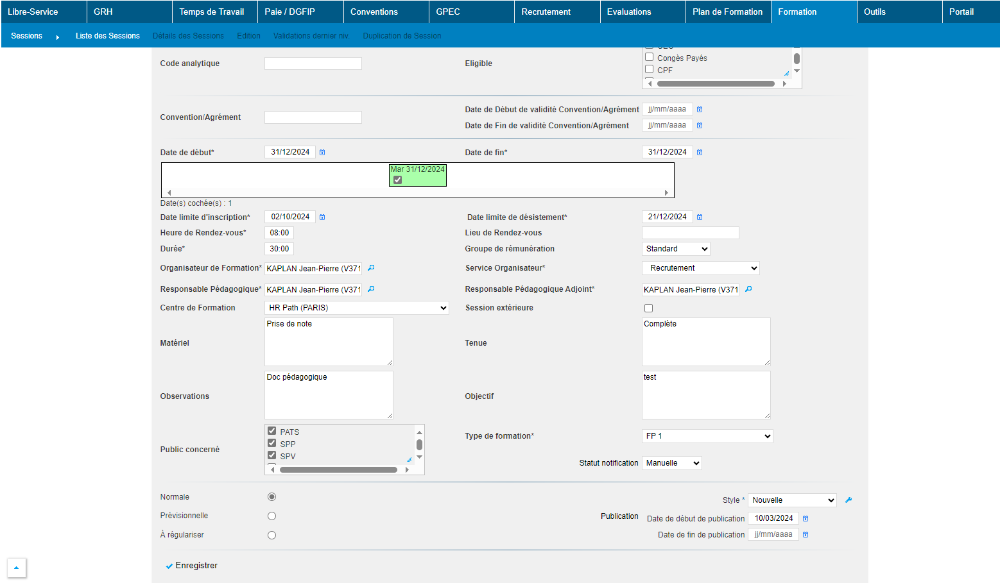 Libre-Service GRH Temps de Travail Paie / DGFIP Conventions GPEC Recrutement Evaluations Plan de Formation Formation Outils Portail
Sessions Liste des Sessions Détails des Sessions Edition Validations dernier niv. Duplication de Session
Code analytique Eligible
Congès Payés
CPF
Convention/Agrément
Date de Début de validité Convention/Agrément jj/mm/aaaa
Date de Fin de validité Convention/Agrément jj/mm/aaaa
Date de début* 31/12/2024 Date de fin* 31/12/2024
Mar 31/12/2024
Date(s) cochée(s) : 1
Date limite d'inscription* 02/10/2024 Date limite de désistement* 21/12/2024
Heure de Rendez-vous* 08:00 Lieu de Rendez-vous
Durée* 30:00 Groupe de rémunération Standard
Organisateur de Formation* KAPLAN Jean-Pierre (V371 Service Organisateur* Recrutement
Responsable Pédagogique* KAPLAN Jean-Pierre (V371 Responsable Pédagogique Adjoint* KAPLAN Jean-Pierre (V371
Centre de Formation HR Path (PARIS) Session extérieure
Matériel Prise de note Tenue Complète
Observations Doc pédagogique Objectif test
Public concerné
PATS
SPP
SPV
Type de formation* FP 1
Statut notification Manuelle
Normale
Prévisionnelle
À régulariser
Style * Nouvelle
Publication Date de début de publication 10/03/2024
Date de fin de publication jj/mm/aaaa
Enregistrer